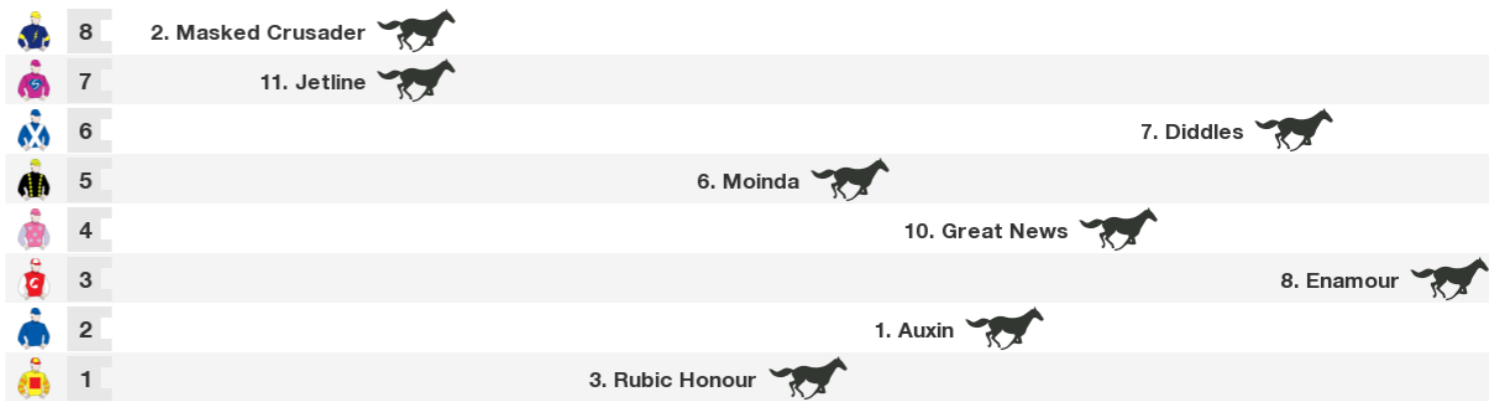 8 2. Masked Crusader
7 11. Jetline
6 7. Diddles
5 6. Moinda
4 10. Great News
3 8. Enamour
2 1. Auxin
1 3. Rubic Honour